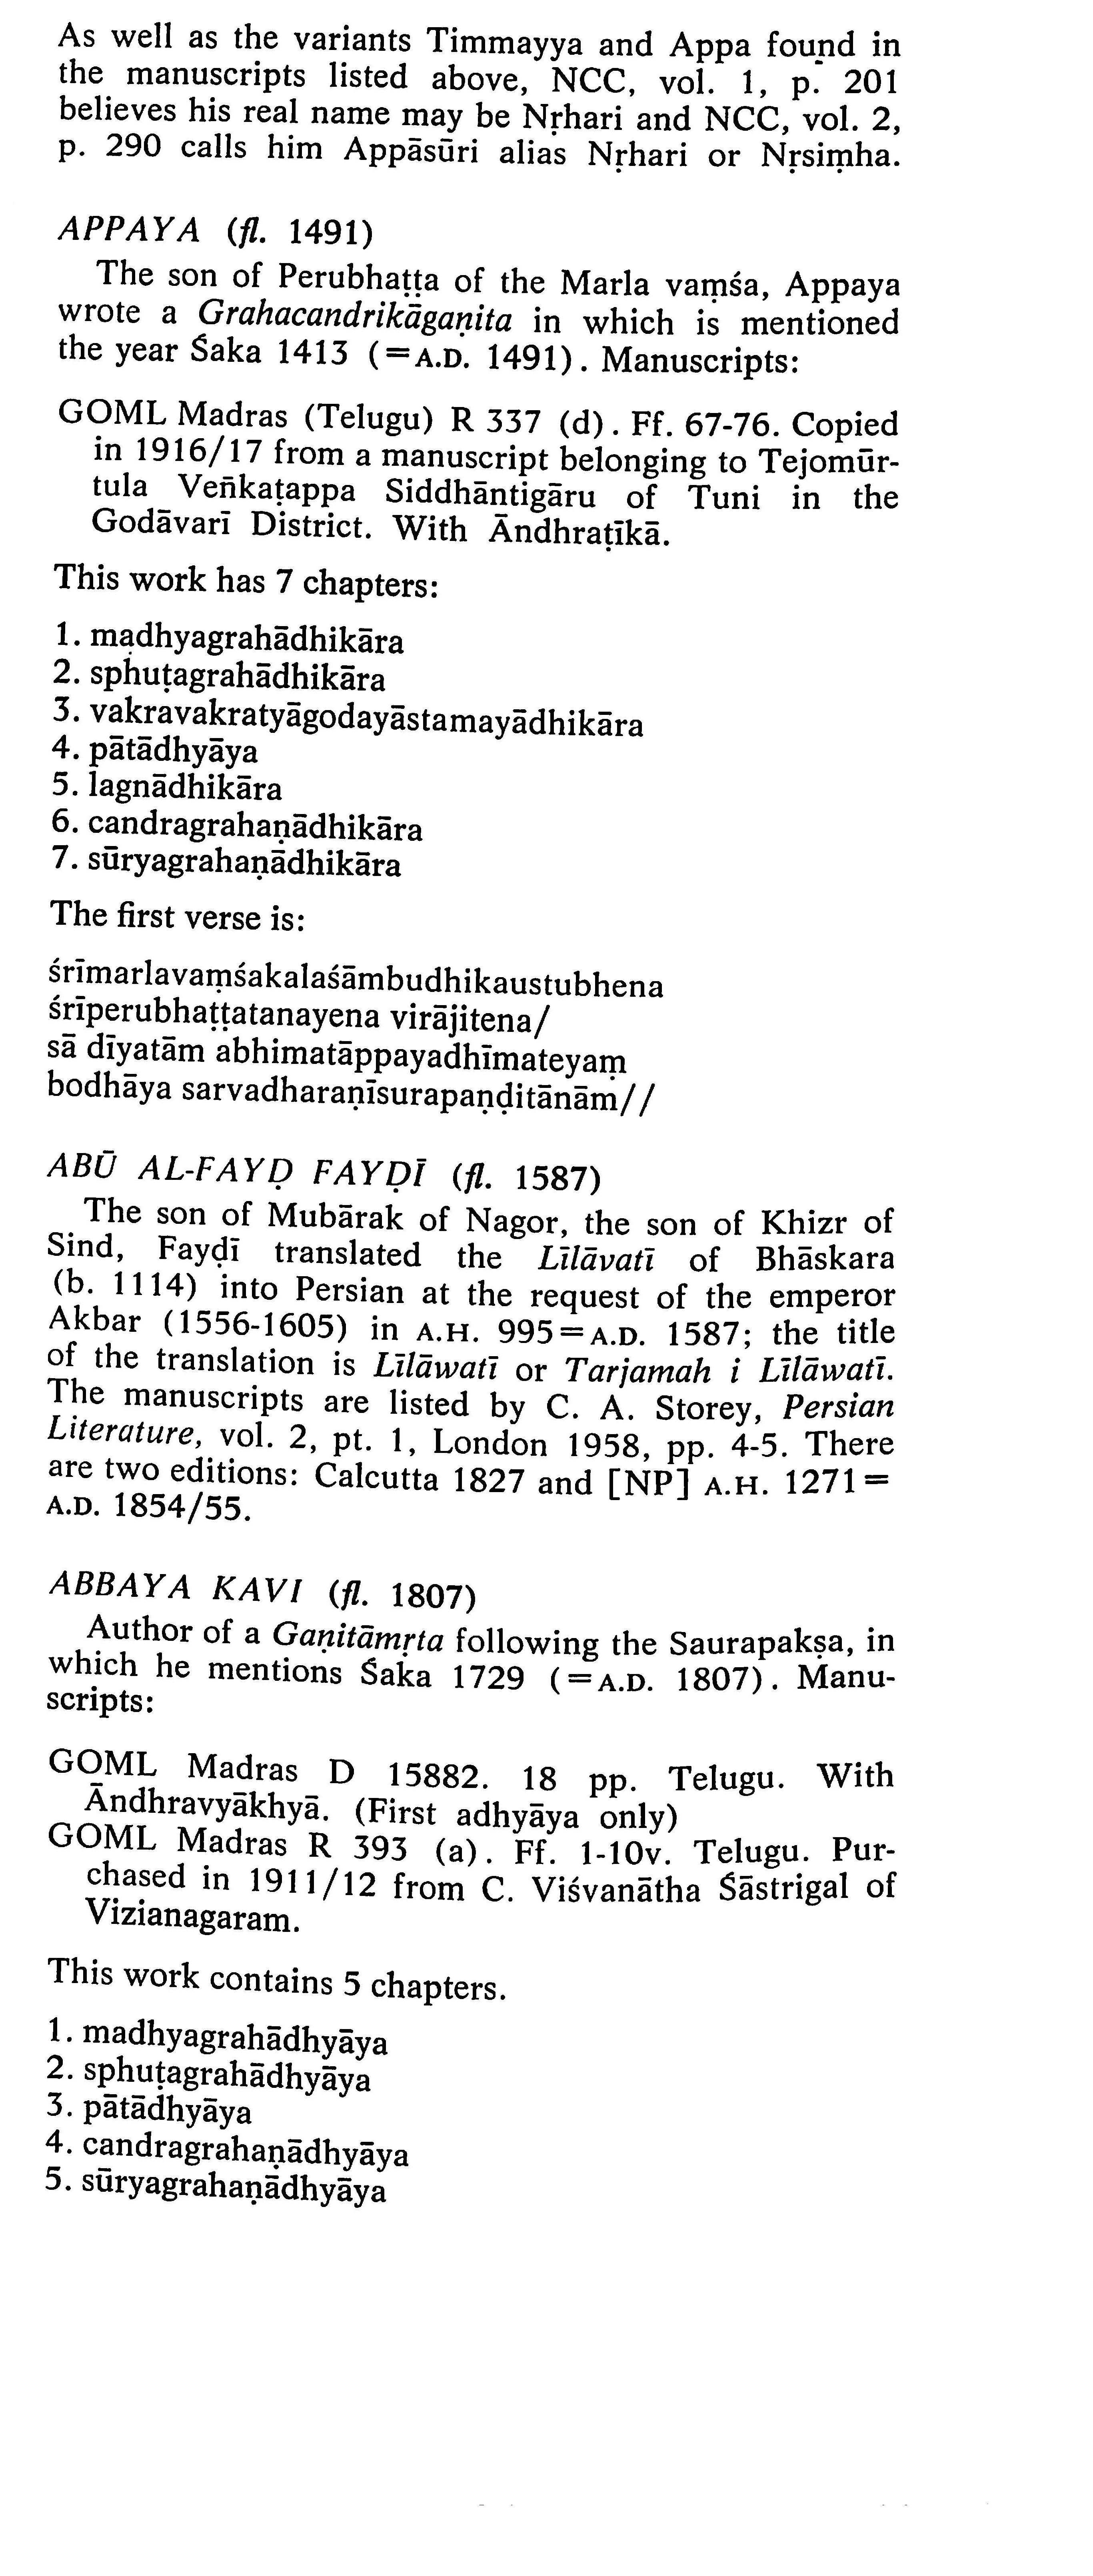 As well as the variants Timmayya and Appa found in
the manuscripts listed above, NCC, vol. 1, p. 201
believes his real name may be Nṛhari and NCC, vol. 2,
p. 290 calls him Appāsūri alias Nṛhari or Nṛsiṃha.
APPAYA (fl. 1491)
The son of Perubhaṭṭa of the Marla vaṃśa, Appaya
wrote a Grahacandrikāgaṇita in which is mentioned
the year Śaka 1413 (=A.D. 1491). Manuscripts:
GOML Madras (Telugu) R 337 (d). Ff. 67-76. Copied
in 1916/17 from a manuscript belonging to Tejomūr-
tula Veñkaṭappa Siddhāntigāru of Tuni in the
Godāvarī District. With Āndhraṭīkā.
This work has 7 chapters:
1. madhyagrahādhikāra
2. sphuṭagrahādhikāra
3. vakravakratyāgodayāstamayādhikāra
4. pātādhyāya
5. lagnādhikāra
6. candragrahaṇādhikāra
7. sūryagrahaṇādhikāra
The first verse is:
śrīmarlavaṃśakalaśāmbudhikaustubhena
śrīperubhaṭṭatanayena virājitena/
sā dīyatām abhimatāppayadhīmateyaṃ
bodhāya sarvadharaṇīsurapaṇḍitānām//
ABŪ AL-FAYḌ FAYḌĪ (fl. 1587)
The son of Mubārak of Nagor, the son of Khizr of
Sind, Fayḍī translated the Līlāvatī of Bhāskara
(b. 1114) into Persian at the request of the emperor
Akbar (1556-1605) in A.H. 995=A.D. 1587; the title
of the translation is Līlāwatī or Tarjamah i Līlāwatī.
The manuscripts are listed by C. A. Storey, Persian
Literature, vol. 2, pt. 1, London 1958, pp. 4-5. There
are two editions: Calcutta 1827 and [NP] A.H. 1271=
A.D. 1854/55.
ABBAYA KAVI (fl. 1807)
Author of a Gaṇitāmṛta following the Saurapakṣa, in
which he mentions Śaka 1729 (=A.D. 1807). Manu-
scripts:
GOML Madras D 15882. 18 pp. Telugu. With
Āndhravyākhyā. (First adhyāya only)
GOML Madras R 393 (a). Ff. 1-10v. Telugu. Pur-
chased in 1911/12 from C. Viśvanātha Śāstrigal of
Vizianagaram.
This work contains 5 chapters.
1. madhyagrahādhyāya
2. sphuṭagrahādhyāya
3. pātādhyāya
4. candragrahaṇādhyāya
5. sūryagrahaṇādhyāya